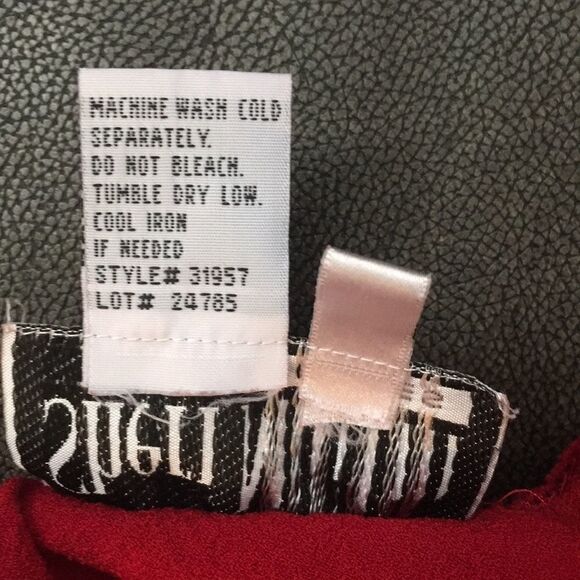 MACHINE WASH COLD
SEPARATELY.
DO NOT BLEACH.
TUMBLE DRY LOW.
COOL IRON
IF NEEDED
STYLE# 31957
LOT# 24785